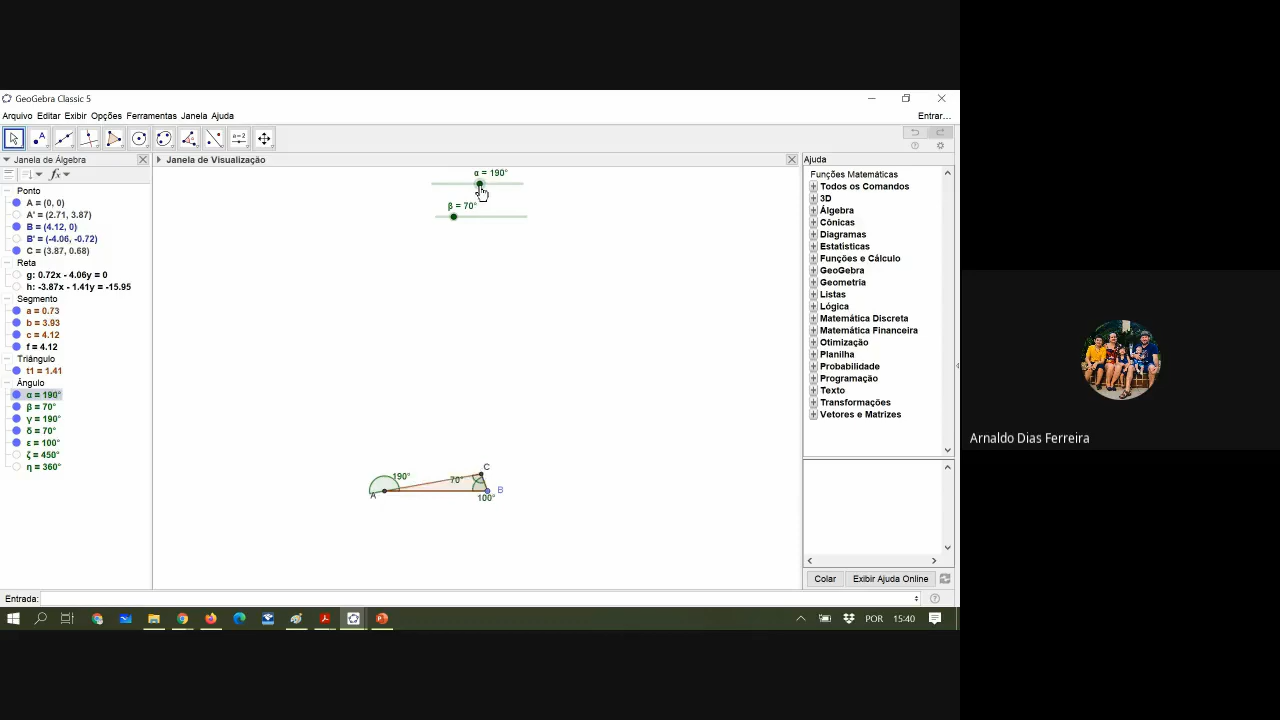 GeoGebra Classic 5
Arquivo Editar Exibir Opções Ferramentas Janela Ajuda
Entrar...
a=2
Janela de Álgebra
Janela de Visualização
Ajuda
fx
Ponto
A = (0, 0)
A' = (2.71, 3.87)
B = (4.12, 0)
B' = (-4.06, -0.72)
C = (3.87, 0.68)
Reta
g: 0.72x - 4.06y = 0
h: -3.87x - 1.41y = -15.95
Segmento
a = 0.73
b = 3.93
c = 4.12
f = 4.12
Triângulo
t1 = 1.41
Ângulo
α = 190°
β = 70°
γ = 190°
δ = 70°
ε = 100°
ζ = 450°
η = 360°
α = 190°
β = 70°
190°
A
C
70°
B
100°
Funções Matemáticas
Todos os Comandos
3D
Álgebra
Cônicas
Diagramas
Estatísticas
Funções e Cálculo
GeoGebra
Geometria
Listas
Lógica
Matemática Discreta
Matemática Financeira
Otimização
Planilha
Probabilidade
Programação
Texto
Transformações
Vetores e Matrizes
Colar
Exibir Ajuda Online
Entrada:
POR
15:40
Arnaldo Dias Ferreira